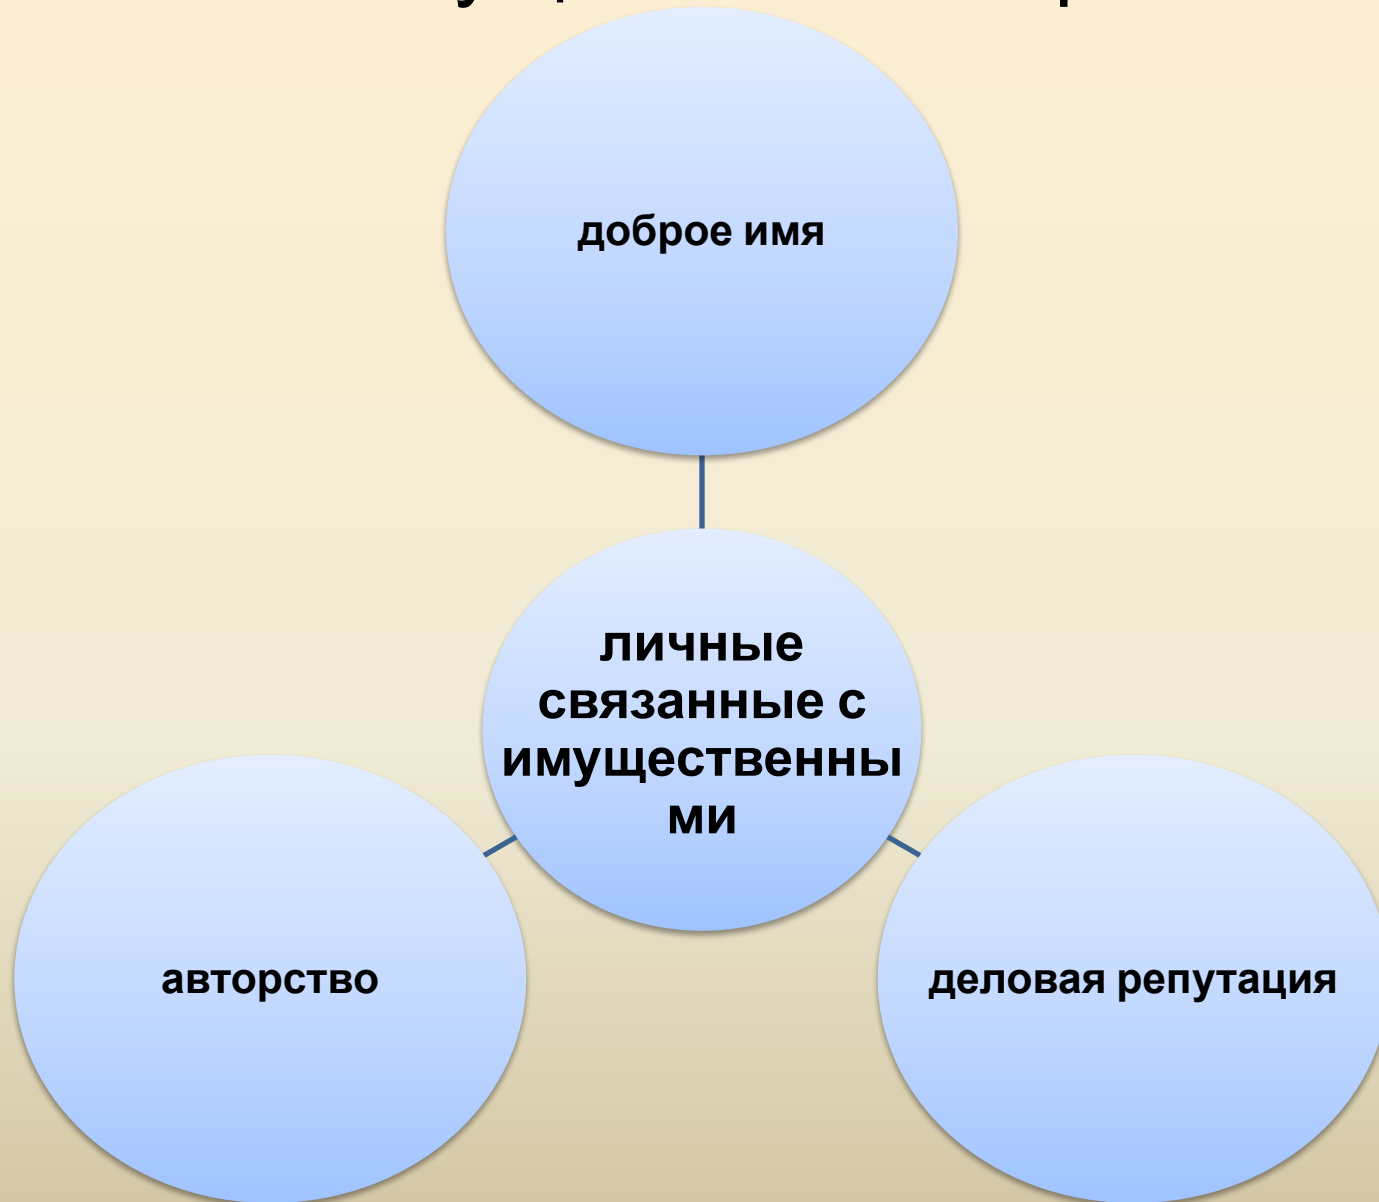 доброе имя
личные
связанные с
имущественны
ми
авторство
деловая репутация